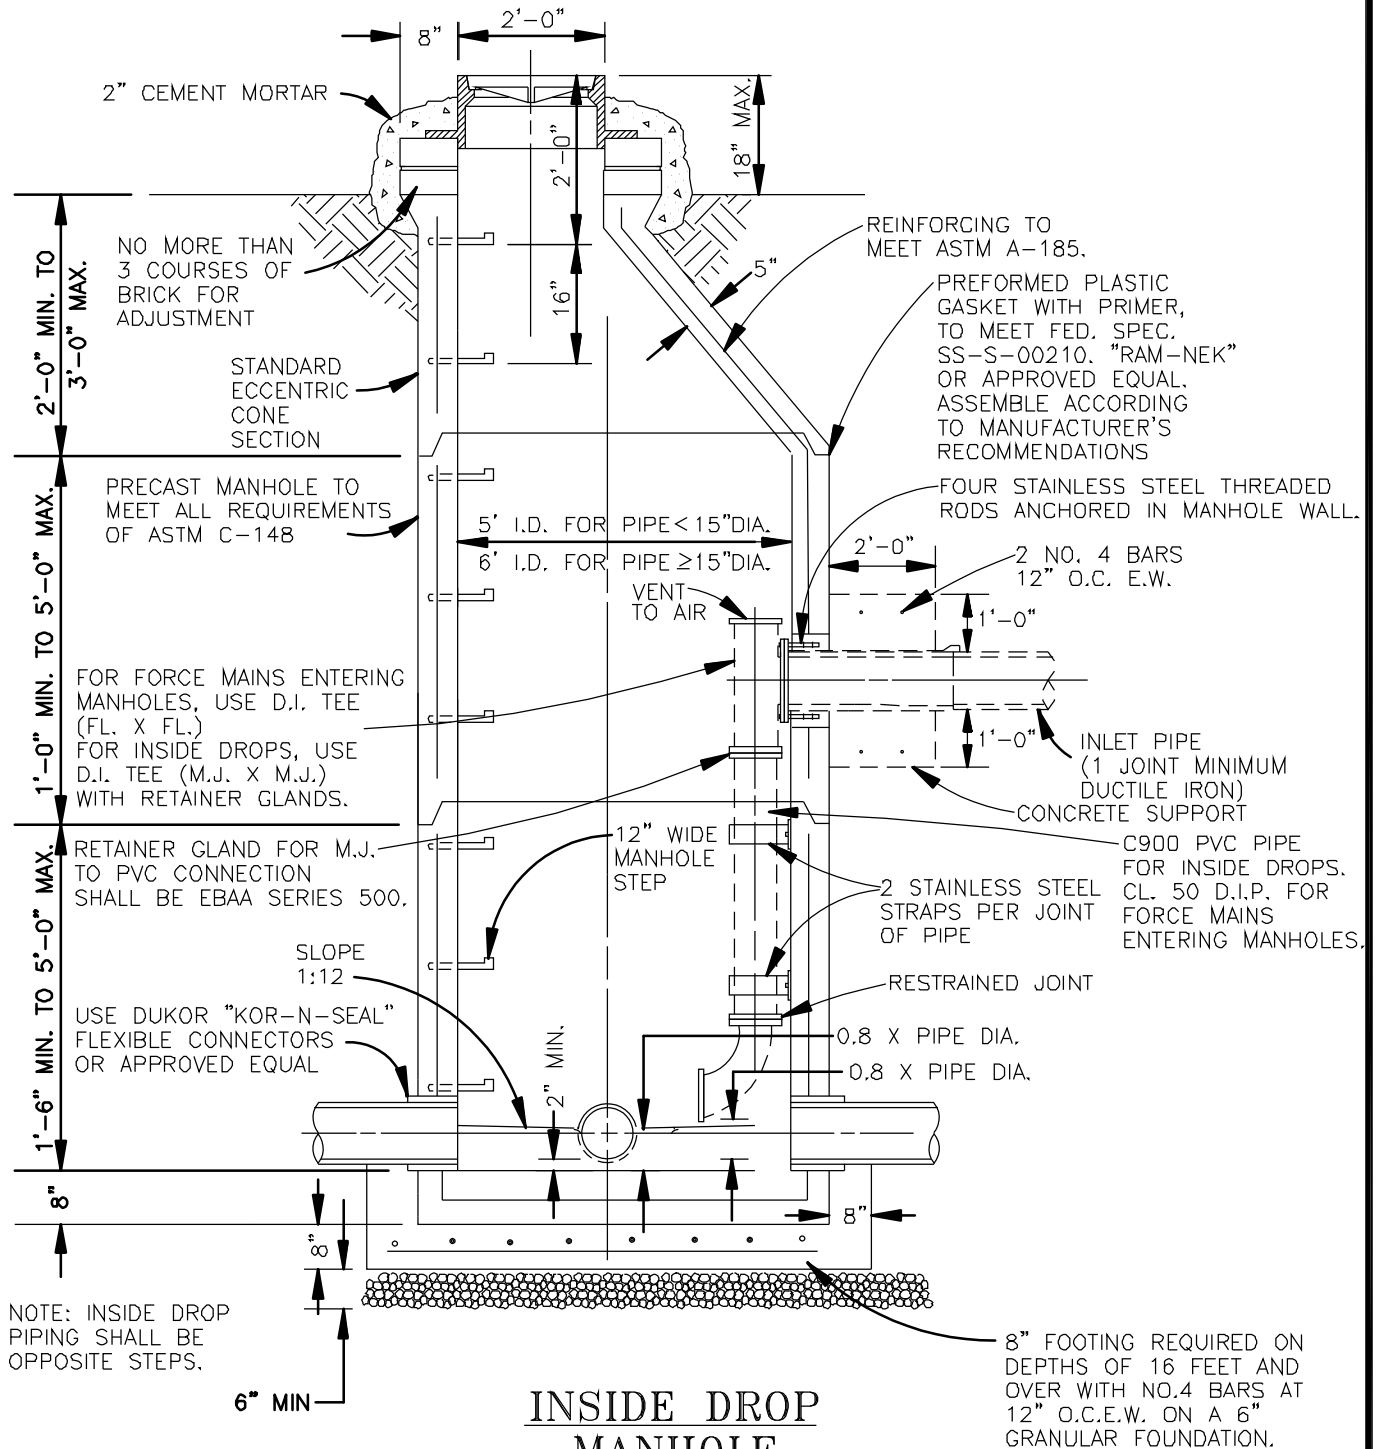 8"
2'-0"
2" CEMENT MORTAR
18" MAX.
2'-0"
16"
NO MORE THAN
3 COURSES OF
BRICK FOR
ADJUSTMENT
2'-0" MIN. TO
3'-0" MAX.
STANDARD
ECCENTRIC
CONE
SECTION
5"
REINFORCING TO
MEET ASTM A-185.
PREFORMED PLASTIC
GASKET WITH PRIMER,
TO MEET FED. SPEC.
SS-S-00210. "RAM-NEK"
OR APPROVED EQUAL.
ASSEMBLE ACCORDING
TO MANUFACTURER'S
RECOMMENDATIONS
PRECAST MANHOLE TO
MEET ALL REQUIREMENTS
OF ASTM C-148
1'-0" MIN. TO 5'-0" MAX.
5' I.D. FOR PIPE<15"DIA.
6' I.D. FOR PIPE≥15"DIA.
FOUR STAINLESS STEEL THREADED
RODS ANCHORED IN MANHOLE WALL.
2'-0"
2 NO. 4 BARS
12" O.C. E.W.
VENT
TO AIR
1'-0"
FOR FORCE MAINS ENTERING
MANHOLES, USE D.I. TEE
(FL. X FL.)
FOR INSIDE DROPS, USE
D.I. TEE (M.J. X M.J.)
WITH RETAINER GLANDS.
1'-0"
INLET PIPE
(1 JOINT MINIMUM
DUCTILE IRON)
CONCRETE SUPPORT
RETAINER GLAND FOR M.J.
TO PVC CONNECTION
SHALL BE EBAA SERIES 500.
12" WIDE
MANHOLE
STEP
C900 PVC PIPE
FOR INSIDE DROPS.
CL. 50 D.I.P. FOR
FORCE MAINS
ENTERING MANHOLES.
2 STAINLESS STEEL
STRAPS PER JOINT
OF PIPE
1'-6" MIN. TO 5'-0" MAX.
SLOPE
1:12
RESTRAINED JOINT
USE DUKOR "KOR-N-SEAL"
FLEXIBLE CONNECTORS
OR APPROVED EQUAL
2" MIN.
0.8 X PIPE DIA.
0.8 X PIPE DIA.
8"
8"
8"
NOTE: INSIDE DROP
PIPING SHALL BE
OPPOSITE STEPS.
6" MIN
8" FOOTING REQUIRED ON
DEPTHS OF 16 FEET AND
OVER WITH NO.4 BARS AT
12" O.C.E.W. ON A 6"
GRANULAR FOUNDATION.
INSIDE DROP
MANHOLE